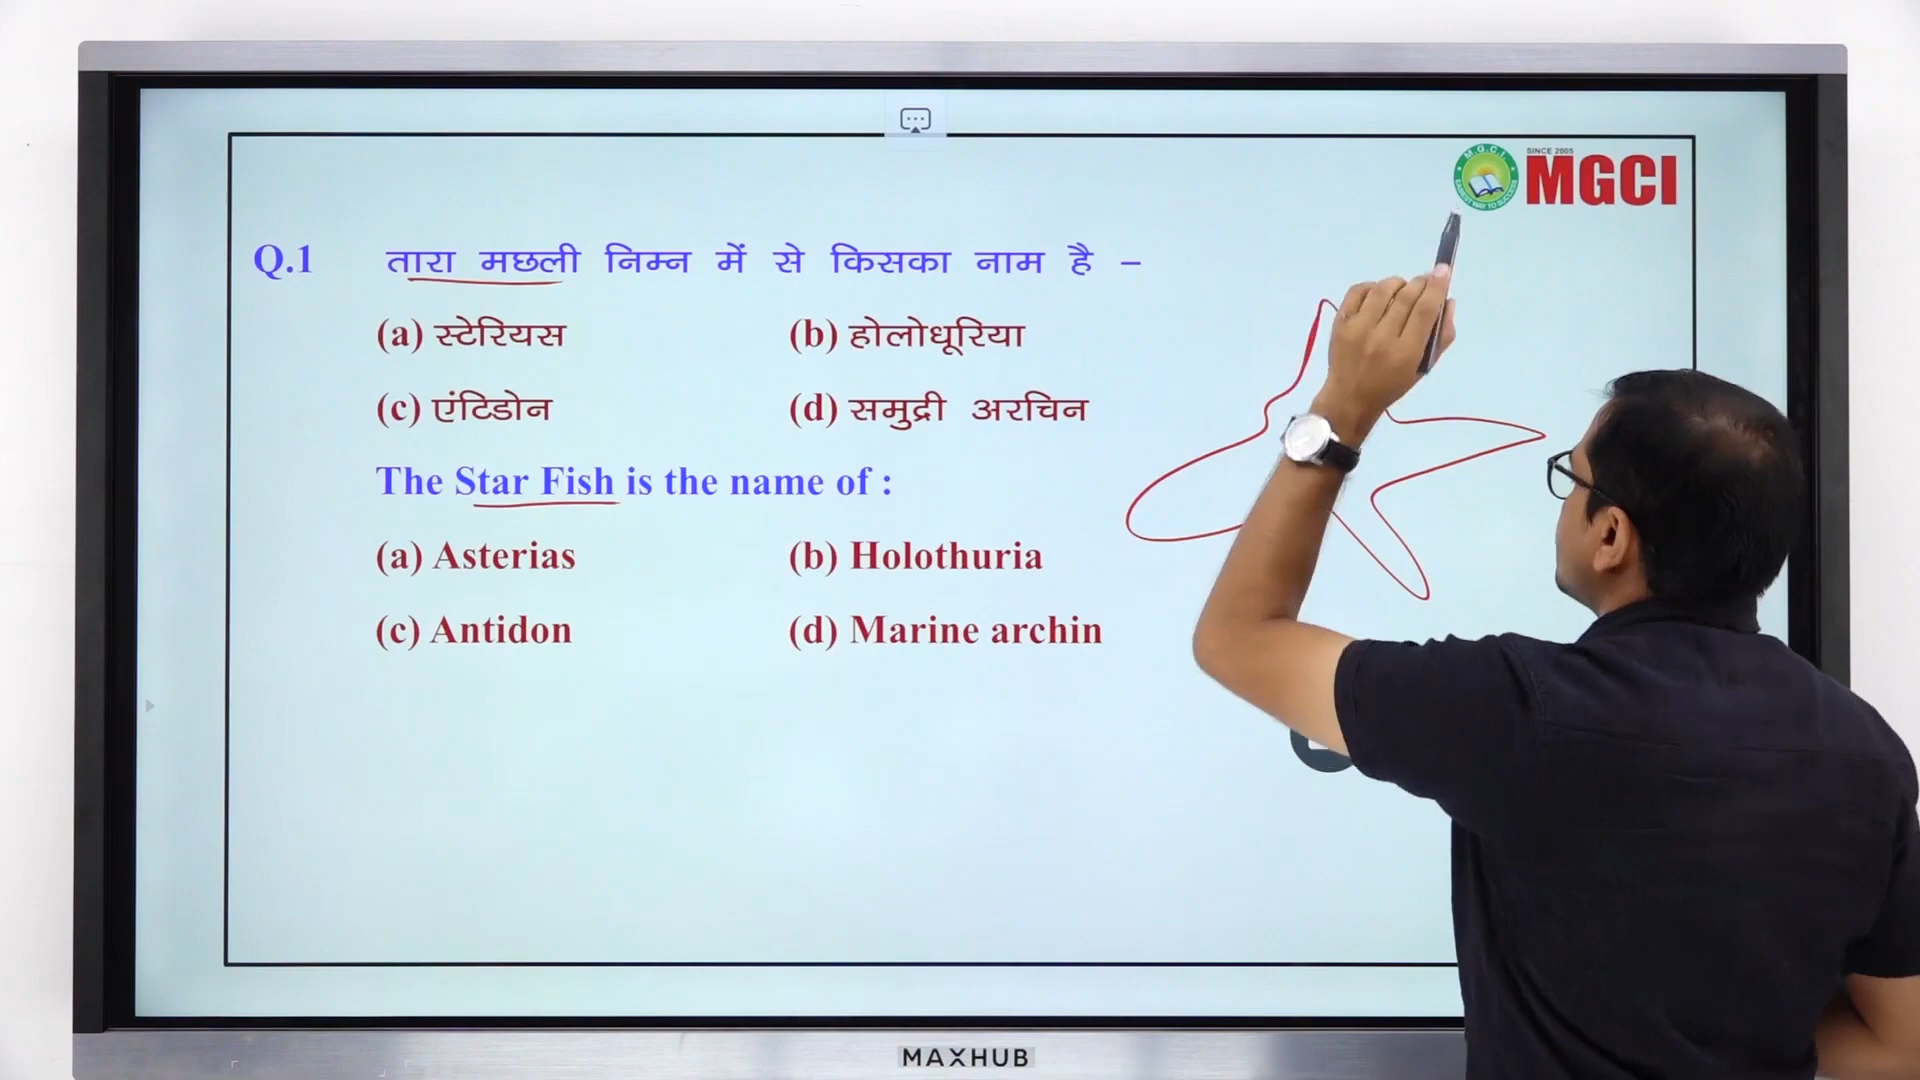 SINCE 2005
M.G.C.I.
MGCI
Q.1 तारा मछली निम्न में से किसका नाम है –
(a) स्टेरियस (b) होलोधूरिया
(c) एंटिडोन (d) समुद्री अरचिन
The Star Fish is the name of :
(a) Asterias (b) Holothuria
(c) Antidon (d) Marine archin
MAXHUB